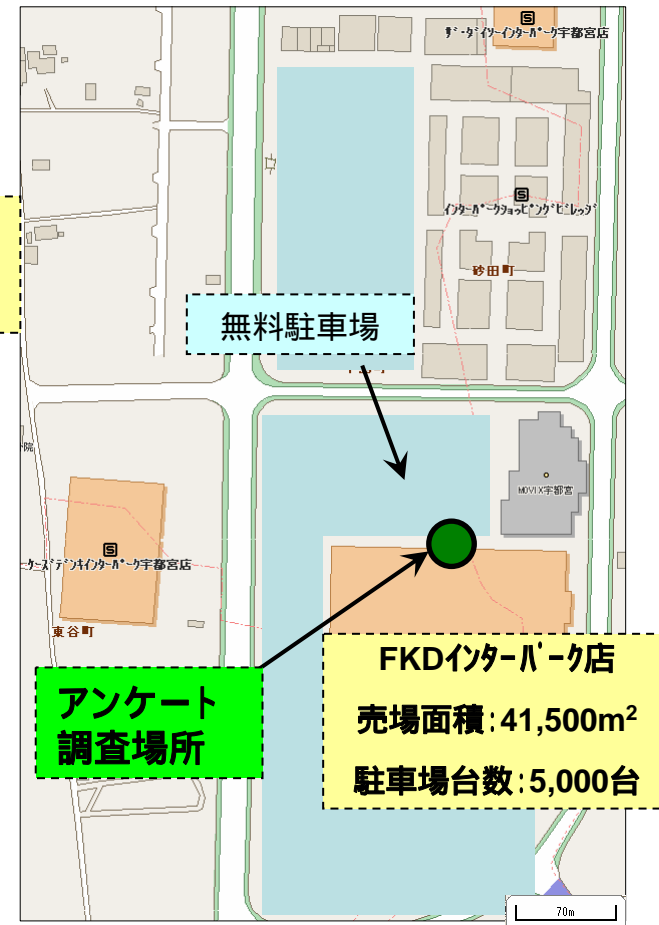 ザ・ダイソーインターパーク宇都宮店
インターパークショッピングビレッジ
砂田町
無料駐車場
MOVIX宇都宮
ケーズデンキインターパーク宇都宮店
東谷町
アンケート
調査場所
FKDインターパーク店
売場面積:41,500m²
駐車場台数:5,000台
70m